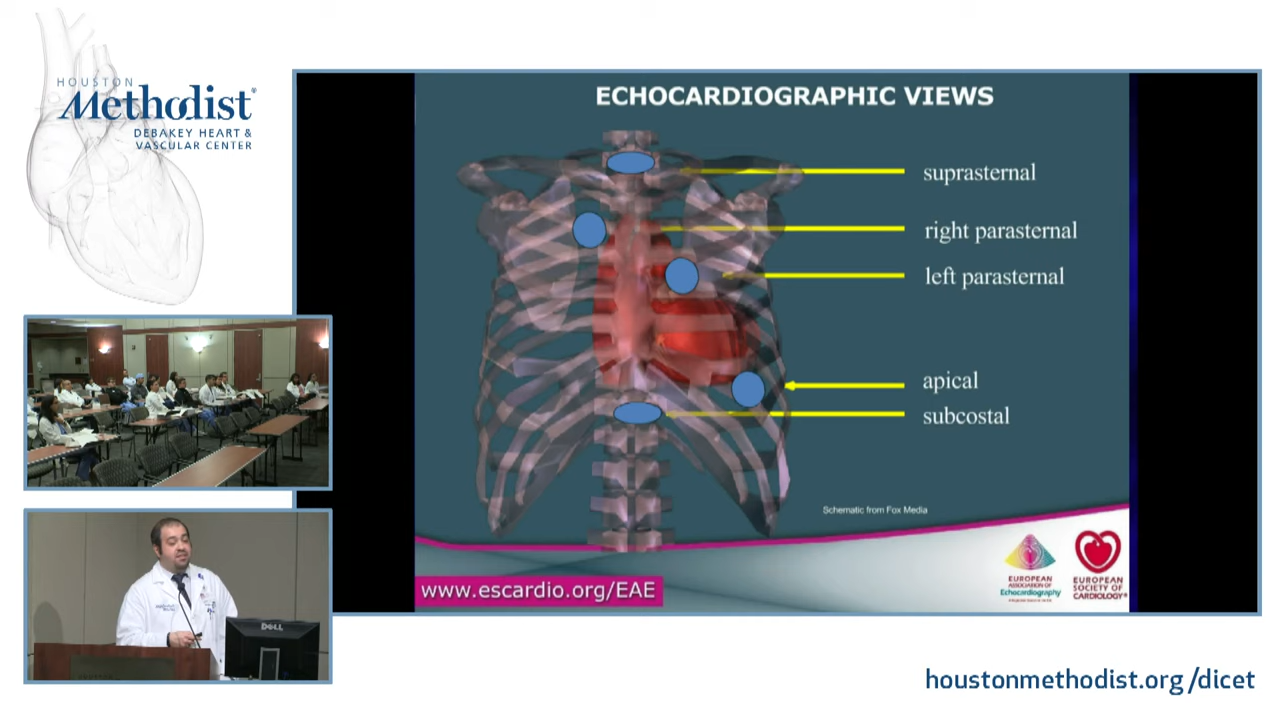 HOUSTON
Methodist®
DEBAKEY HEART &
VASCULAR CENTER
ECHOCARDIOGRAPHIC VIEWS
suprasternal
right parasternal
left parasternal
apical
subcostal
Schematic from Fox Media
www.escardio.org/EAE
EUROPEAN
ASSOCIATION OF
Echocardiography
EUROPEAN
SOCIETY OF
CARDIOLOGY®
DELL
houstonmethodist.org/dicet